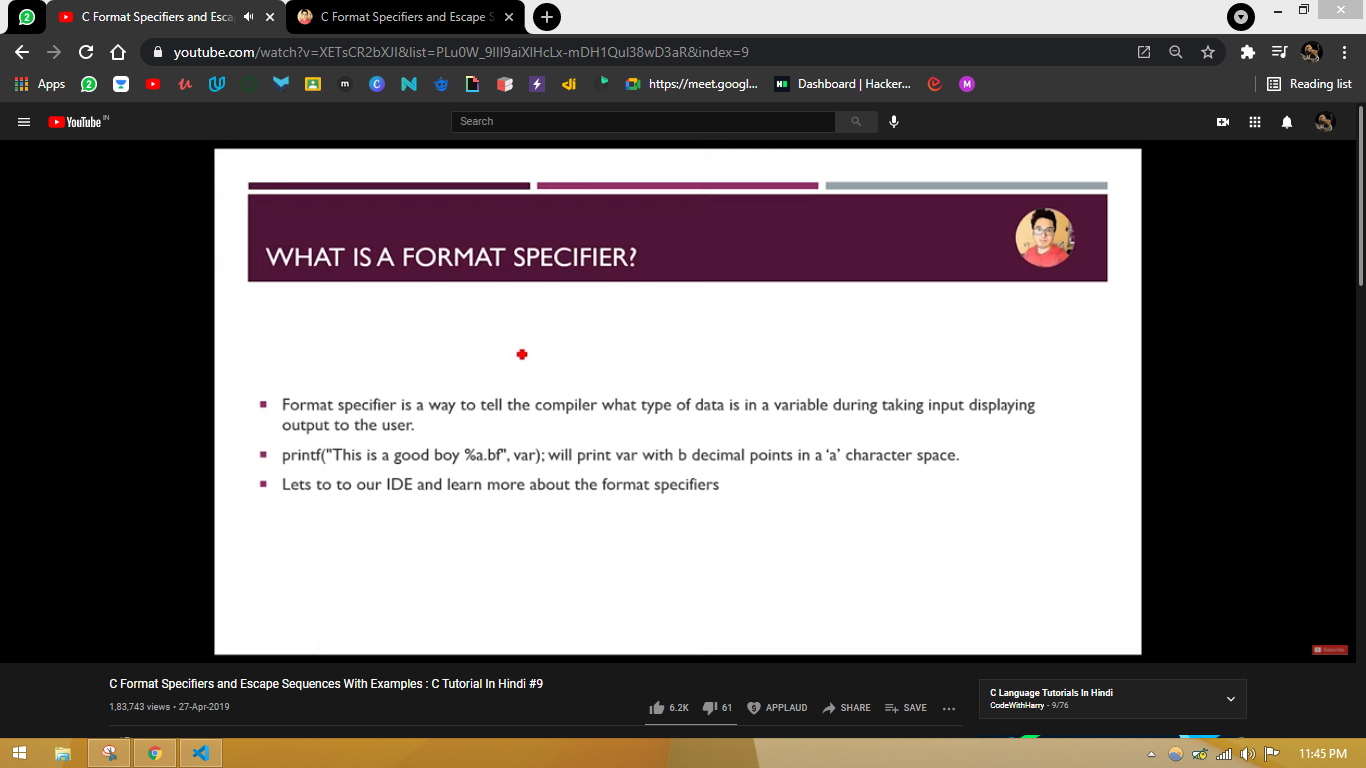 2
C Format Specifiers and Esca
C Format Specifiers and Escape S
youtube.com/watch?v=XETsCR2bXJI&list=PLu0W_9lII9aiXlHcLx-mDH1QuI38wD3aR&index=9
Apps
https://meet.googl...
Dashboard | Hacker...
Reading list
YouTube IN
Search
WHAT IS A FORMAT SPECIFIER?
Format specifier is a way to tell the compiler what type of data is in a variable during taking input displaying
output to the user.
printf("This is a good boy %a.bf", var); will print var with b decimal points in a ‘a’ character space.
Lets to to our IDE and learn more about the format specifiers
Subscribe
C Format Specifiers and Escape Sequences With Examples : C Tutorial In Hindi #9
1,83,743 views • 27-Apr-2019
6.2K
61
APPLAUD
SHARE
SAVE
C Language Tutorials In Hindi
CodeWithHarry - 9/76
11:45 PM